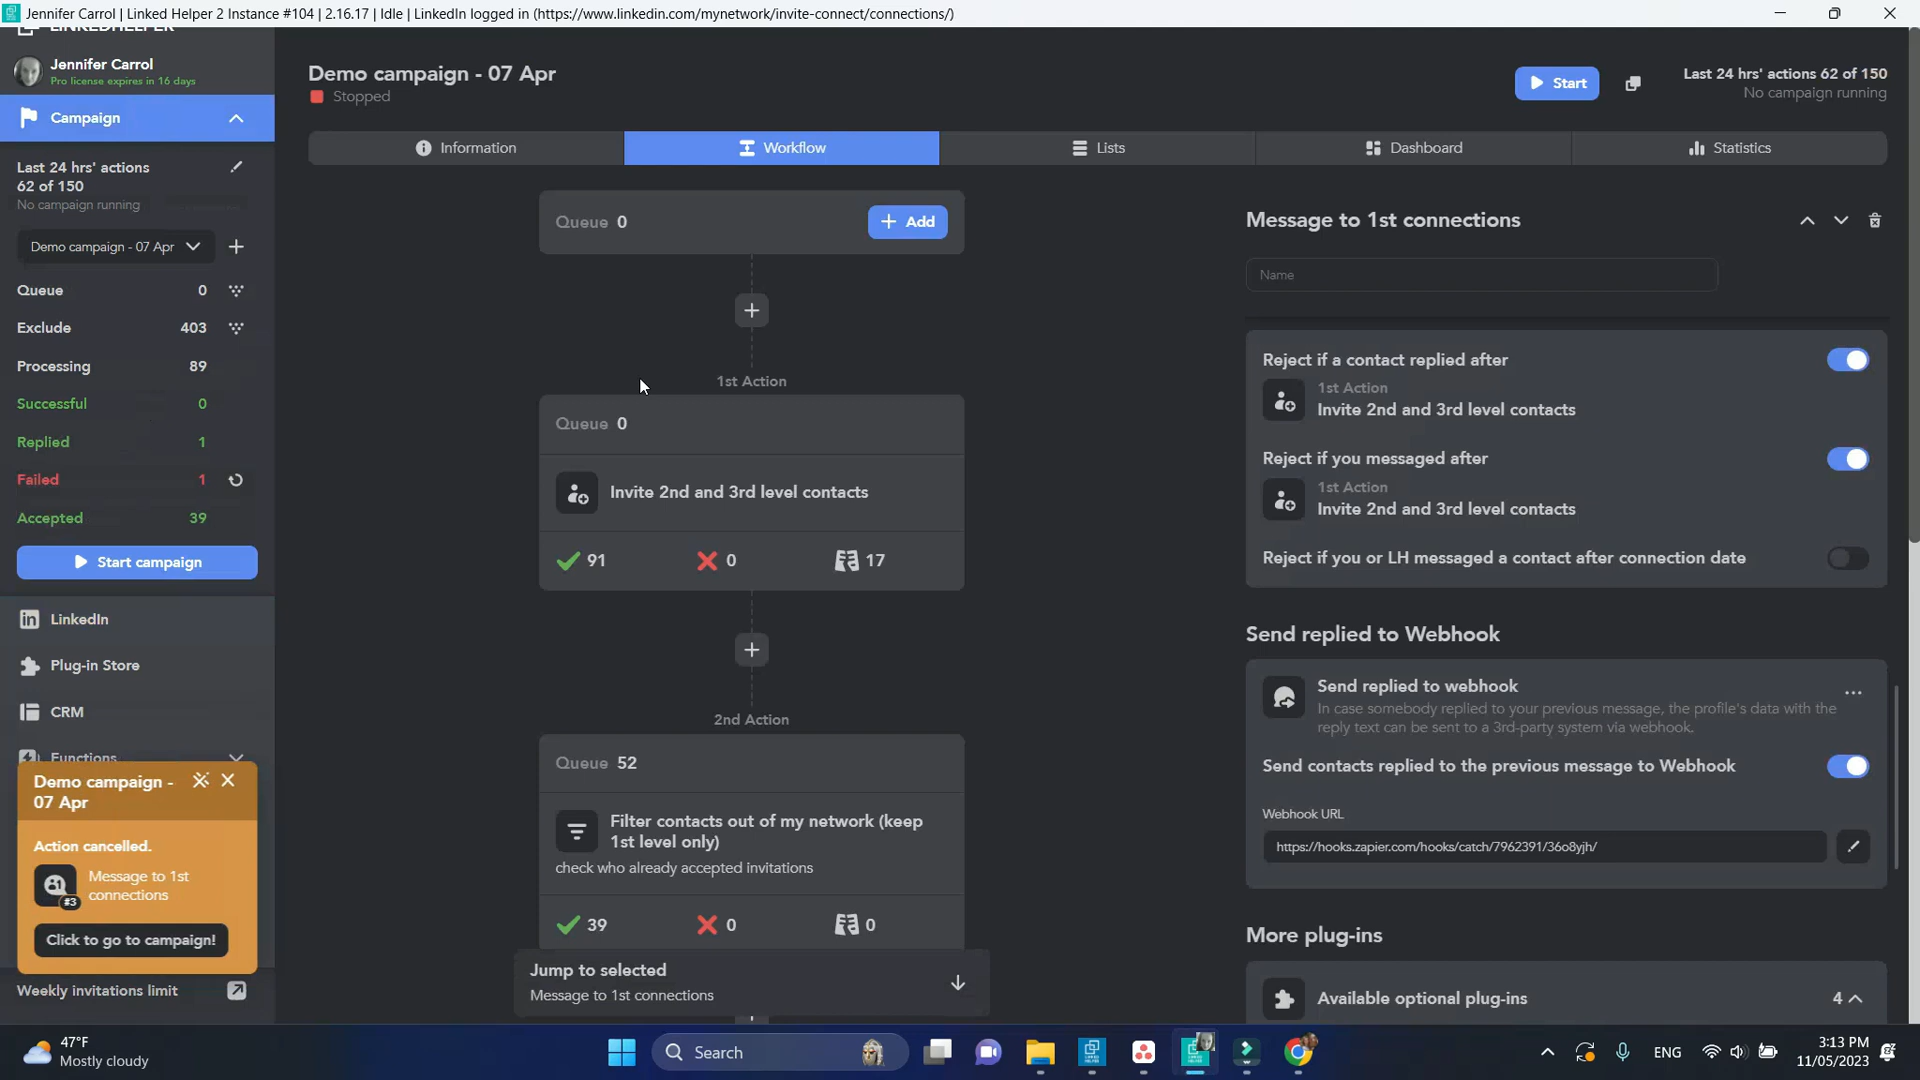 Jennifer Carrol | Linked Helper 2 Instance #104 | 2.16.17 | Idle | LinkedIn logged in (https://www.linkedin.com/mynetwork/invite-connect/connections/)
LINKEDHELPER
Jennifer Carrol
Pro license expires in 16 days
Campaign
Last 24 hrs' actions
62 of 150
No campaign running
Demo campaign - 07 Apr
Queue 0
Exclude 403
Processing 89
Successful 0
Replied 1
Failed 1
Accepted 39
Start campaign
LinkedIn
Plug-in Store
CRM
Functions
Demo campaign -
07 Apr
Action cancelled.
Message to 1st
connections
#3
Click to go to campaign!
Weekly invitations limit
Demo campaign - 07 Apr
Stopped
Start
Last 24 hrs' actions 62 of 150
No campaign running
Information
Workflow
Lists
Dashboard
Statistics
Queue 0
Add
1st Action
Queue 0
Invite 2nd and 3rd level contacts
91 0 17
2nd Action
Queue 52
Filter contacts out of my network (keep
1st level only)
check who already accepted invitations
39 0 0
Jump to selected
Message to 1st connections
Message to 1st connections
Name
Reject if a contact replied after
1st Action
Invite 2nd and 3rd level contacts
Reject if you messaged after
1st Action
Invite 2nd and 3rd level contacts
Reject if you or LH messaged a contact after connection date
Send replied to Webhook
Send replied to webhook
In case somebody replied to your previous message, the profile's data with the
reply text can be sent to a 3rd-party system via webhook.
Send contacts replied to the previous message to Webhook
Webhook URL
https://hooks.zapier.com/hooks/catch/7962391/36o8yjh/
More plug-ins
Available optional plug-ins 4
47°F
Mostly cloudy
Search
ENG
3:13 PM
11/05/2023